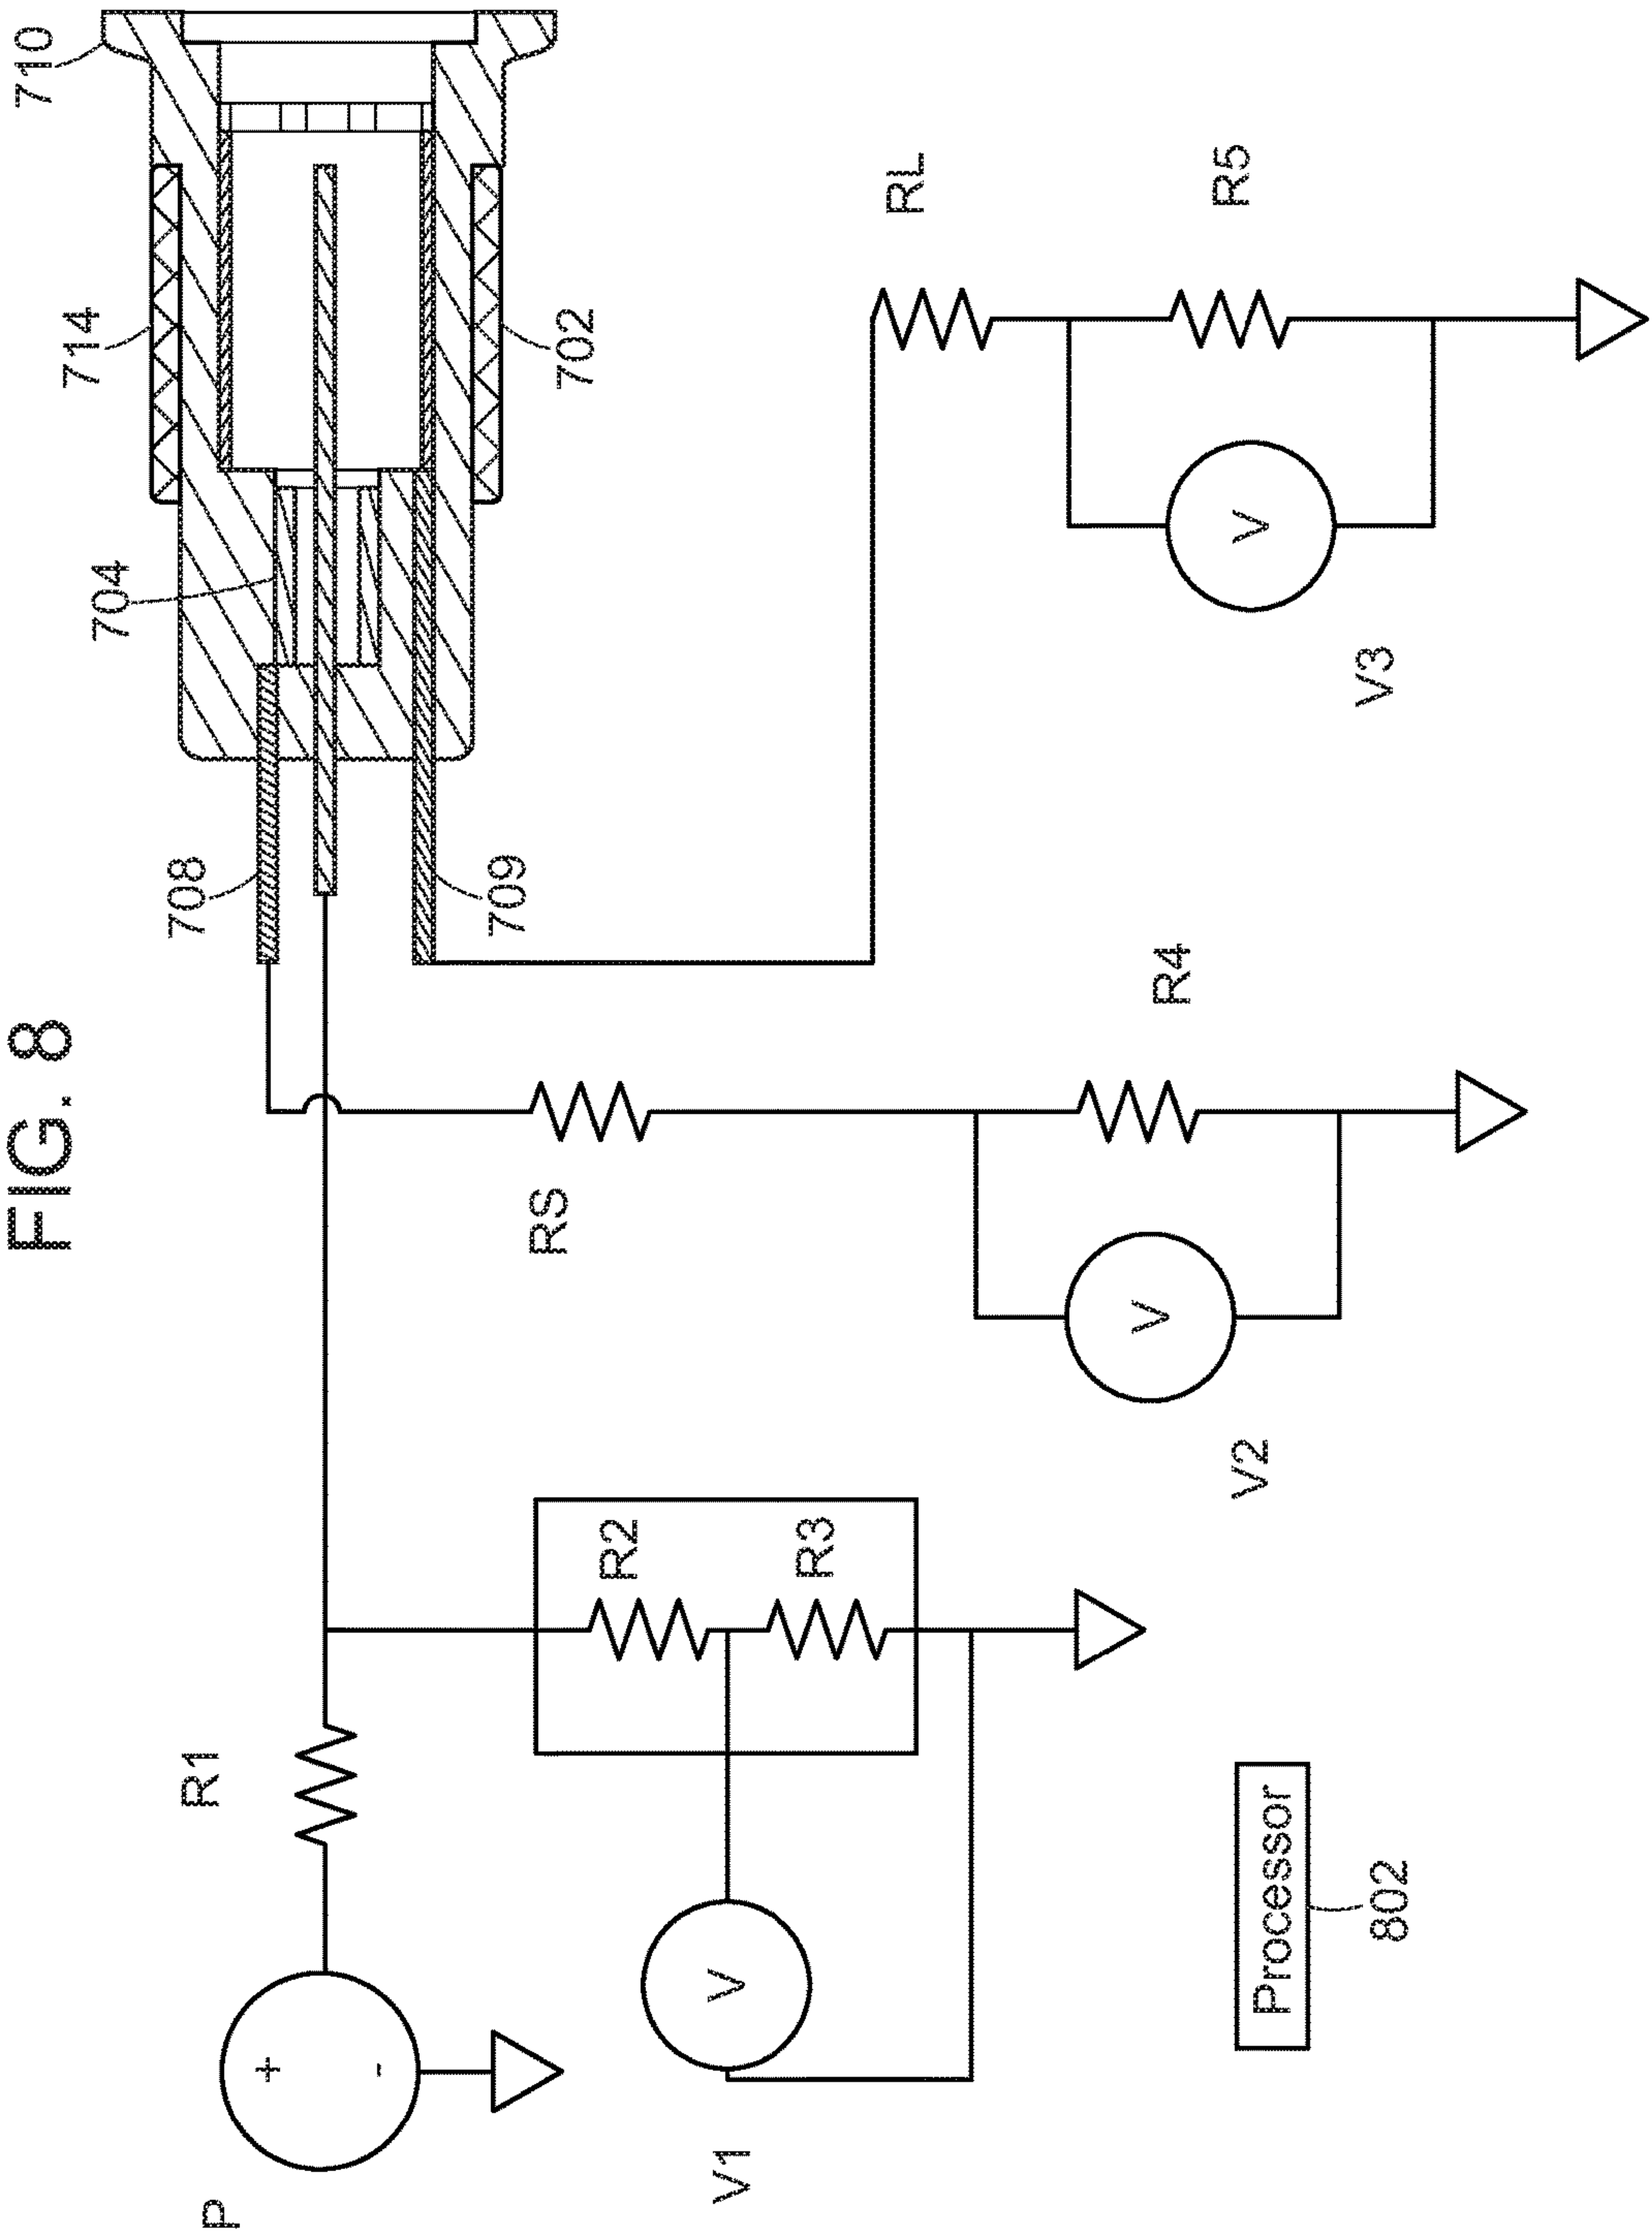 FIG. 8
710
714
702
704
708
709
RL
R5
V
V3
R4
RS
V
V2
R2
R3
R1
V
V1
+
-
P
Processor
802